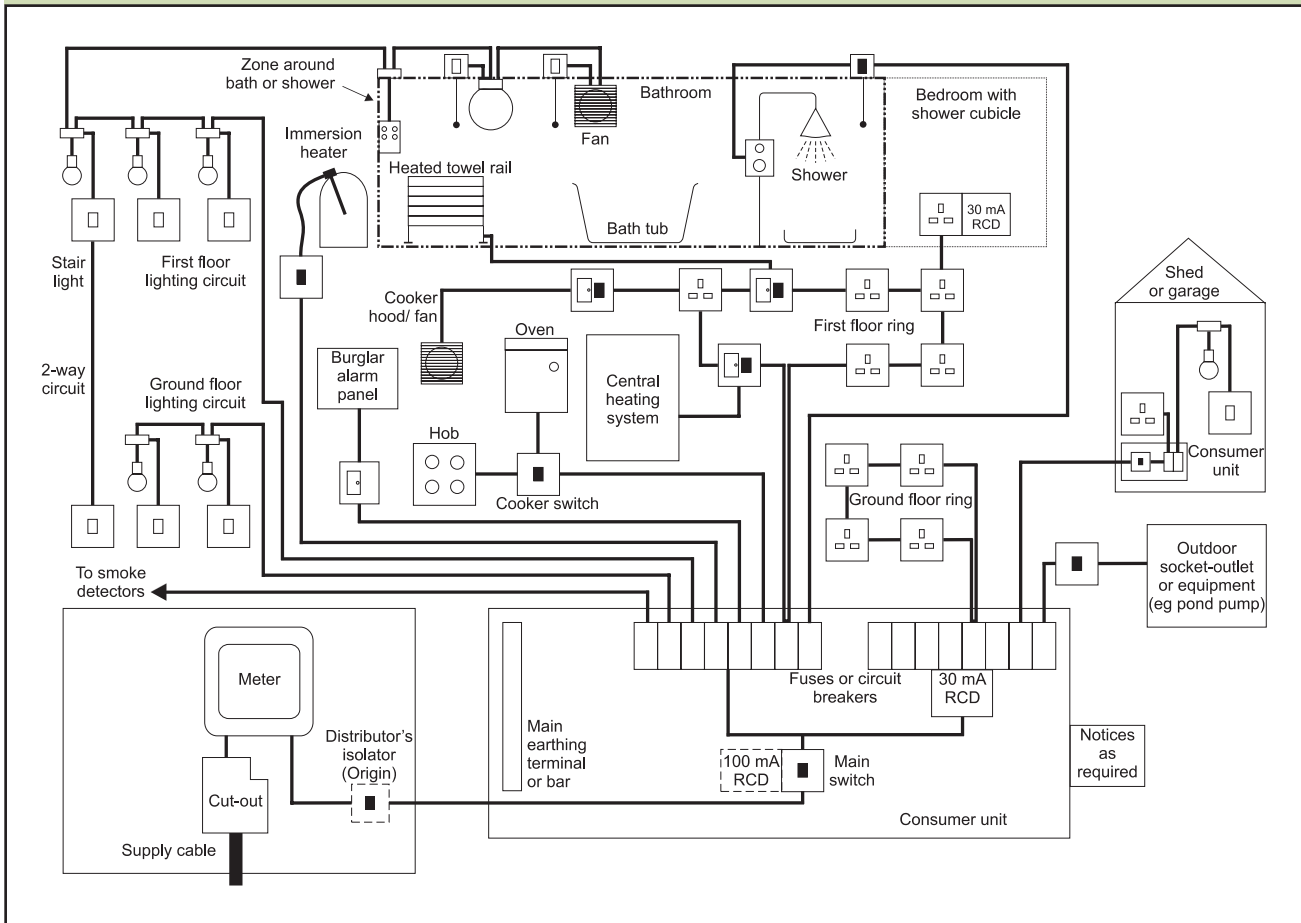 Zone around
bath or shower
Bathroom
Bedroom with
shower cubicle
Fan
Immersion
heater
Heated towel rail
Shower
Bath tub
30 mA
RCD
Stair
light
First floor
lighting circuit
Shed
or garage
Cooker
hood/ fan
Oven
First floor ring
Burglar
alarm
panel
2-way
circuit
Ground floor
lighting circuit
Central
heating
system
Hob
Consumer
unit
Cooker switch
Ground floor ring
To smoke
detectors
Outdoor
socket-outlet
or equipment
(eg pond pump)
Meter
Fuses or circuit
breakers
30 mA
RCD
Distributor's
isolator
(Origin)
Main
earthing
terminal
or bar
100 mA
RCD
Main
switch
Notices
as
required
Cut-out
Consumer unit
Supply cable